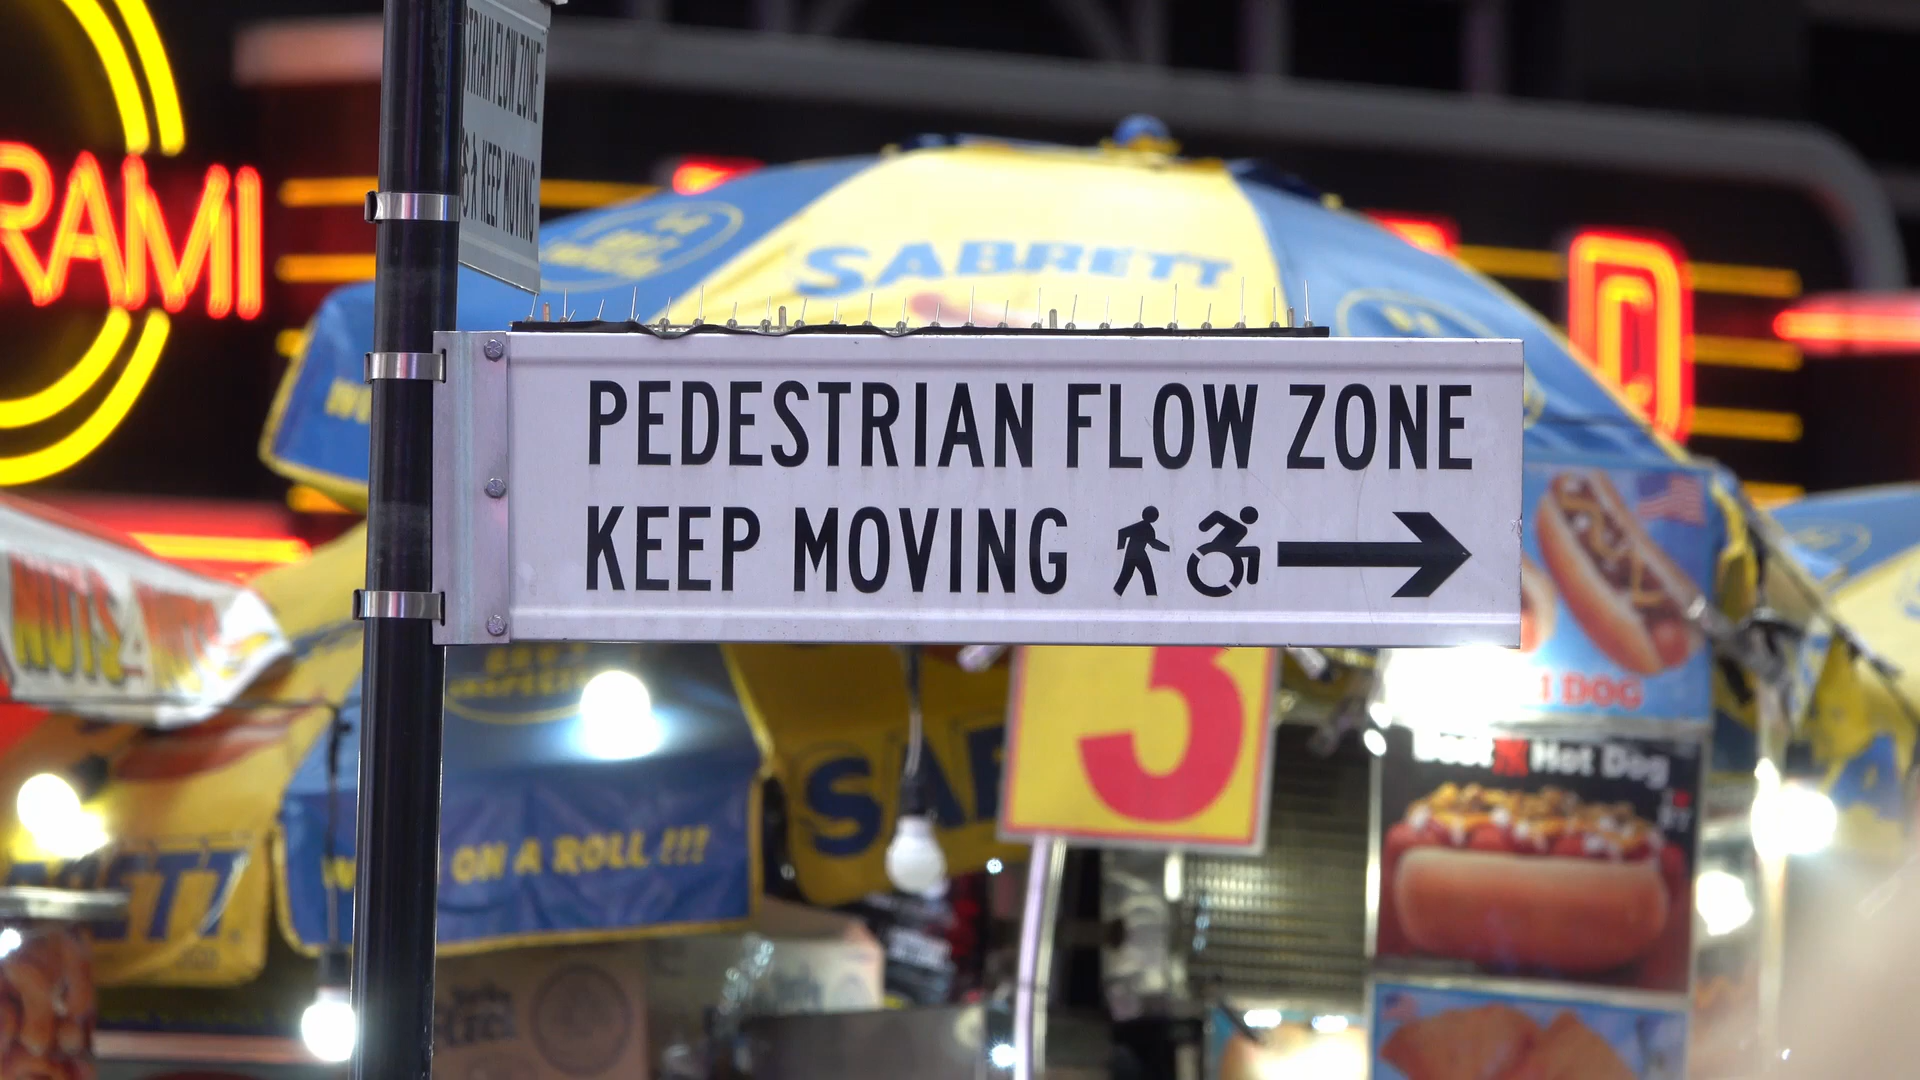 TRIAN FLOW ZONE
KEEP MOVING
RAMI
SABRETT
PEDESTRIAN FLOW ZONE
KEEP MOVING
NUTS 4 NUTS
3
DOG
Hot Dog
ON A ROLL !!!